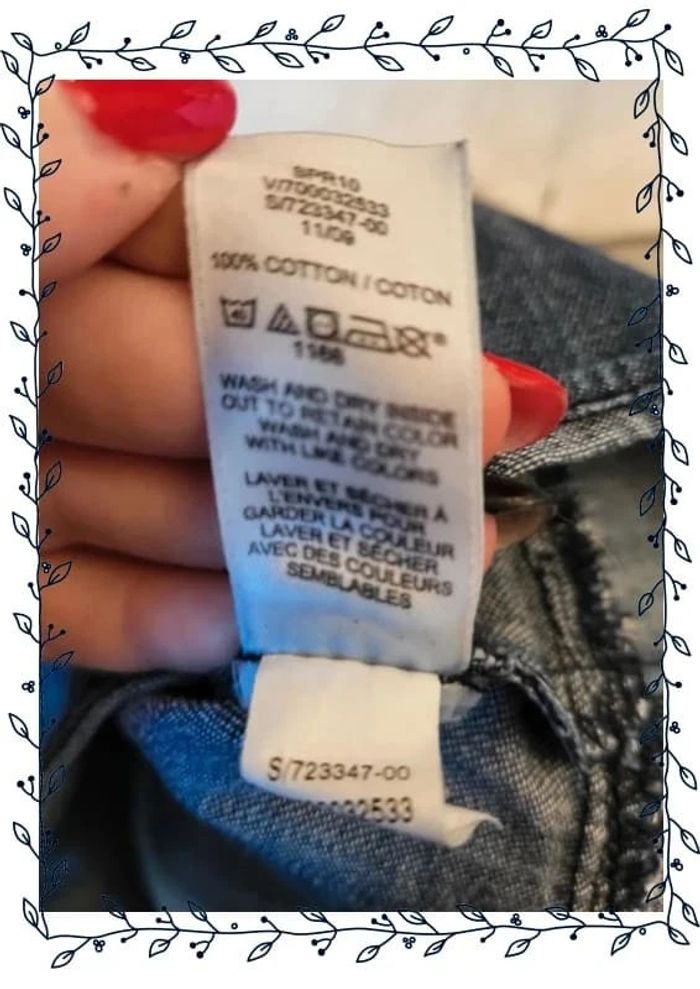 SPR10
V/700032533
S/723347-00
11/09
100% COTTON / COTON
1166
WASH AND DRY INSIDE
OUT TO RETAIN COLOR
WASH AND DRY
WITH LIKE COLORS
LAVER ET SÉCHER À
L'ENVERS POUR
GARDER LA COULEUR
LAVER ET SÉCHER
AVEC DES COULEURS
SEMBLABLES
S/723347-00
32533